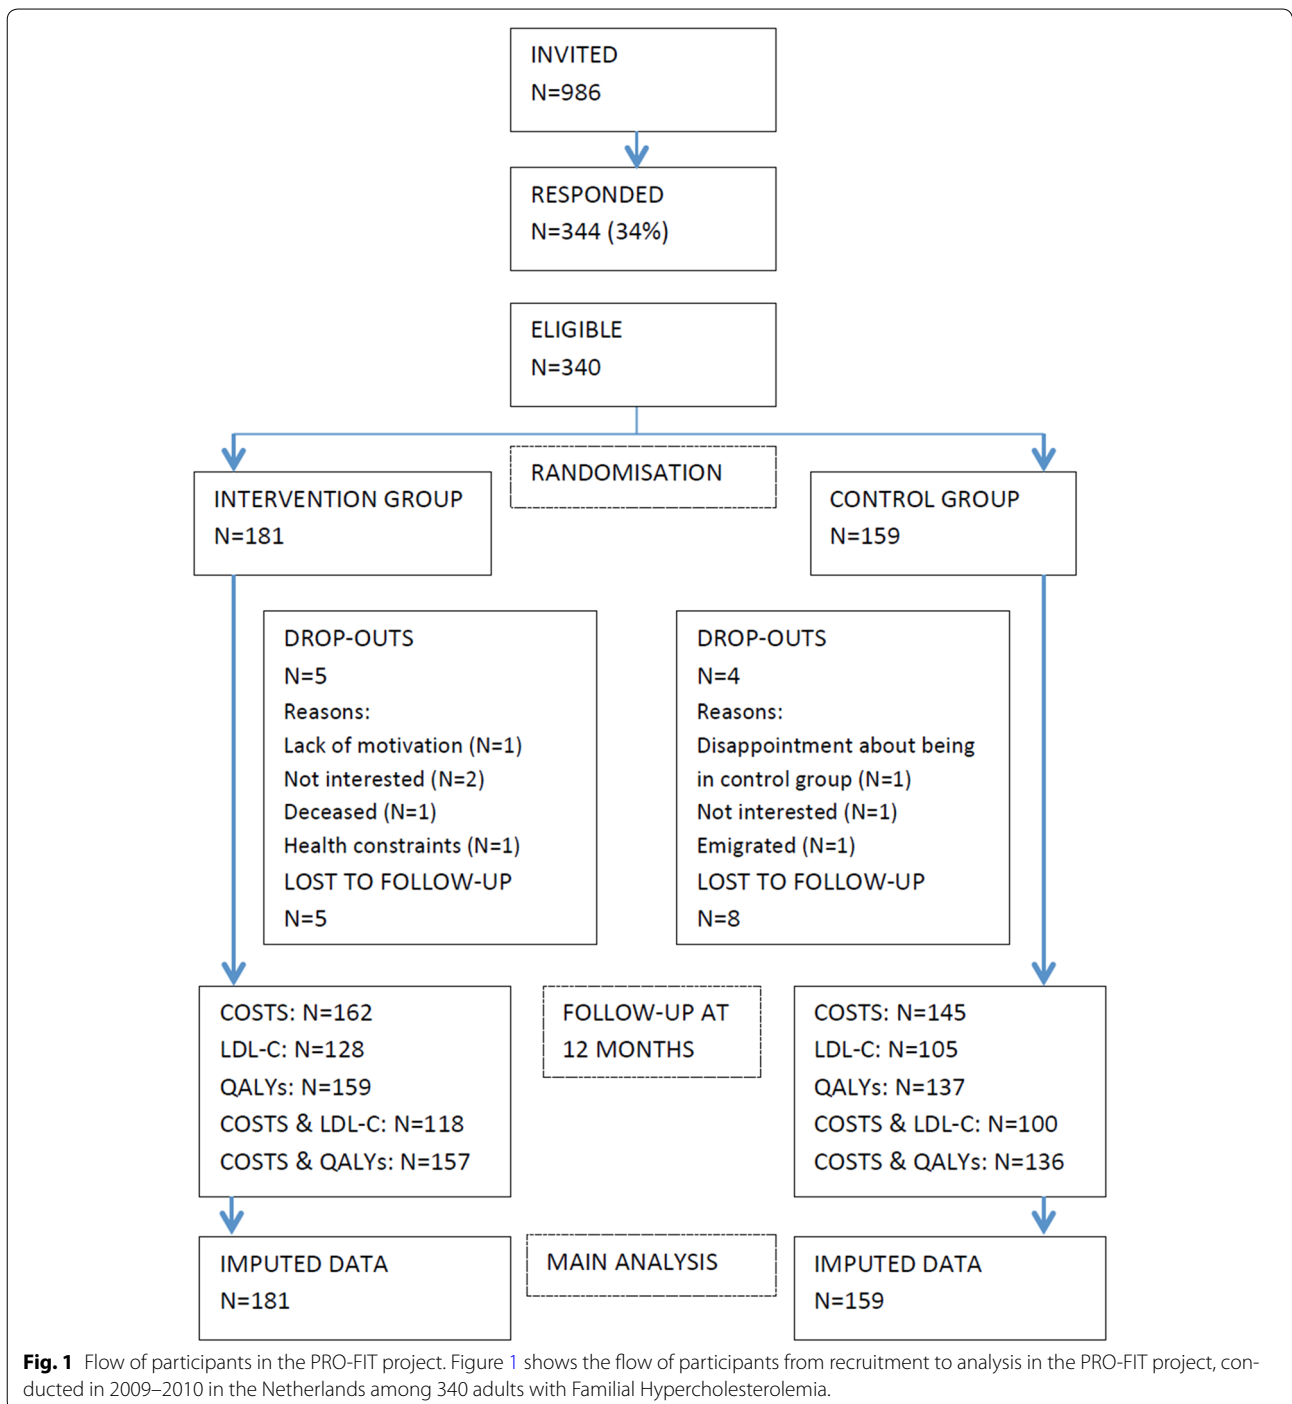 INVITED
N=986
RESPONDED
N=344 (34%)
ELIGIBLE
N=340
RANDOMISATION
INTERVENTION GROUP
N=181
CONTROL GROUP
N=159
DROP-OUTS
N=5
Reasons:
Lack of motivation (N=1)
Not interested (N=2)
Deceased (N=1)
Health constraints (N=1)
LOST TO FOLLOW-UP
N=5
DROP-OUTS
N=4
Reasons:
Disappointment about being
in control group (N=1)
Not interested (N=1)
Emigrated (N=1)
LOST TO FOLLOW-UP
N=8
COSTS: N=162
LDL-C: N=128
QALYs: N=159
COSTS & LDL-C: N=118
COSTS & QALYs: N=157
FOLLOW-UP AT
12 MONTHS
COSTS: N=145
LDL-C: N=105
QALYs: N=137
COSTS & LDL-C: N=100
COSTS & QALYs: N=136
IMPUTED DATA
N=181
MAIN ANALYSIS
IMPUTED DATA
N=159
Fig. 1 Flow of participants in the PRO-FIT project. Figure 1 shows the flow of participants from recruitment to analysis in the PRO-FIT project, con-
ducted in 2009–2010 in the Netherlands among 340 adults with Familial Hypercholesterolemia.